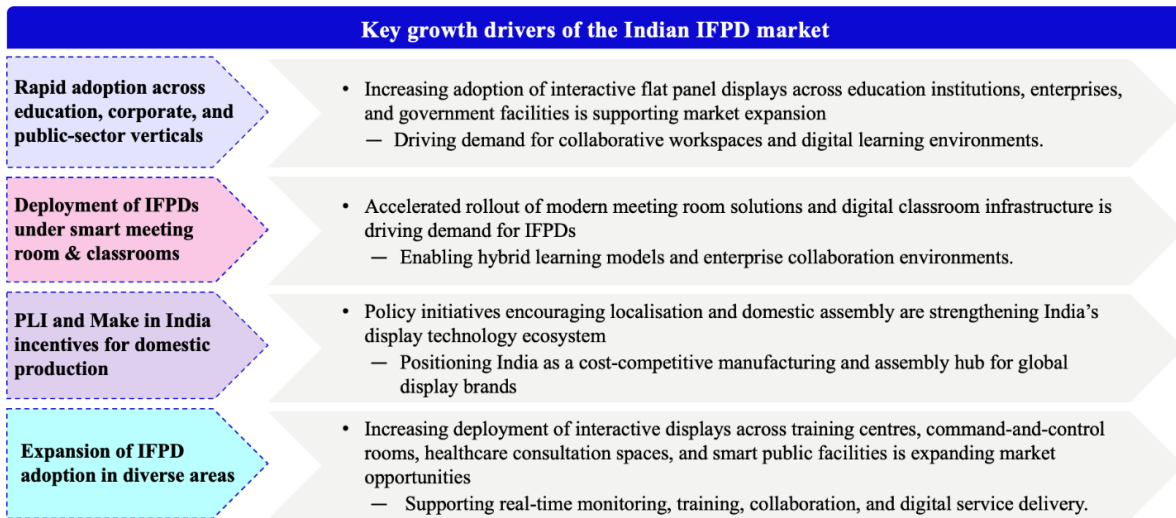 Key growth drivers of the Indian IFPD market
Rapid adoption across
education, corporate, and
public-sector verticals
• Increasing adoption of interactive flat panel displays across education institutions, enterprises,
and government facilities is supporting market expansion
— Driving demand for collaborative workspaces and digital learning environments.
Deployment of IFPDs
under smart meeting
room & classrooms
• Accelerated rollout of modern meeting room solutions and digital classroom infrastructure is
driving demand for IFPDs
— Enabling hybrid learning models and enterprise collaboration environments.
PLI and Make in India
incentives for domestic
production
• Policy initiatives encouraging localisation and domestic assembly are strengthening India’s
display technology ecosystem
— Positioning India as a cost-competitive manufacturing and assembly hub for global
display brands
Expansion of IFPD
adoption in diverse areas
• Increasing deployment of interactive displays across training centres, command-and-control
rooms, healthcare consultation spaces, and smart public facilities is expanding market
opportunities
— Supporting real-time monitoring, training, collaboration, and digital service delivery.